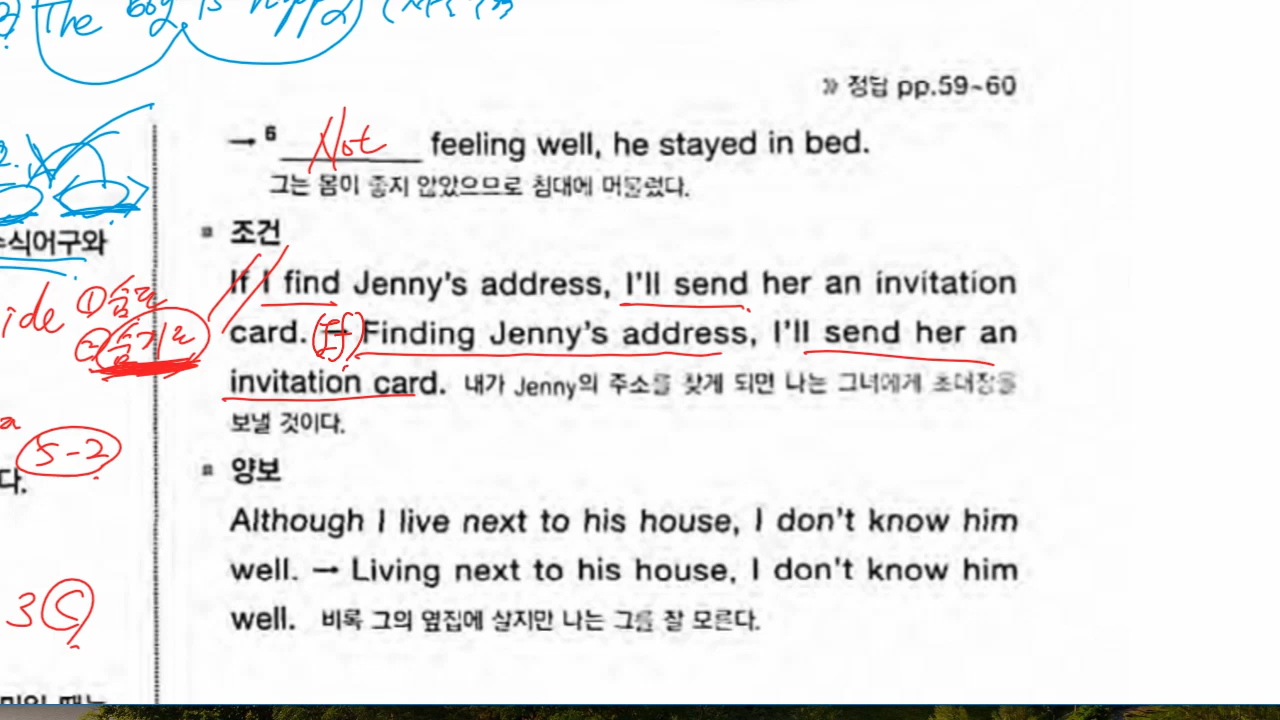 The boy is happy
» 정답 pp.59~60
→ 6 Not feeling well, he stayed in bed.
그는 몸이 좋지 않았으므로 침대에 머물렀다.
조건
If I find Jenny's address, I'll send her an invitation
card. → Finding Jenny's address, I'll send her an
If
invitation card. 내가 Jenny의 주소를 찾게 되면 나는 그녀에게 초대장을
보낼 것이다.
양보
Although I live next to his house, I don't know him
well. → Living next to his house, I don't know him
well. 비록 그의 옆집에 살지만 나는 그를 잘 모른다.
2.
식어구와
ide ①
5-2
다.
3